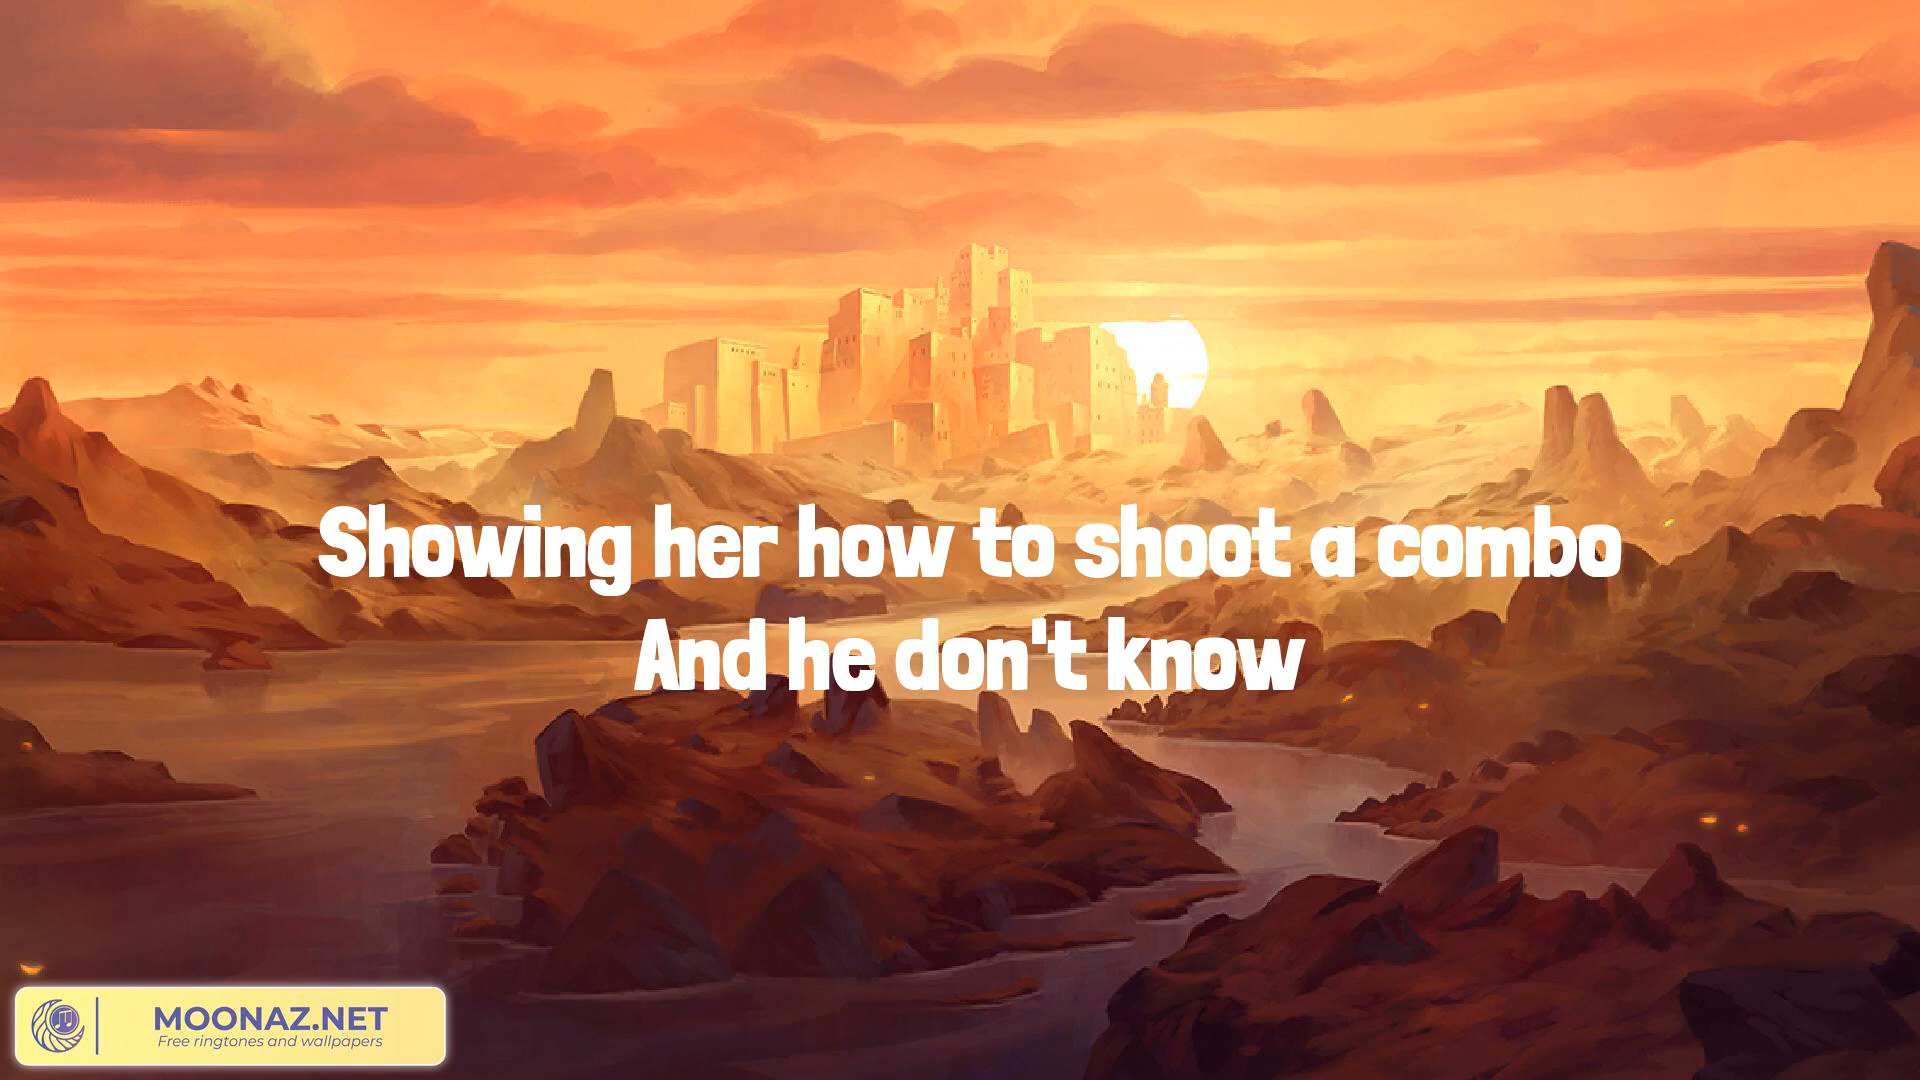 Showing her how to shoot a combo
And he don't know
MOONAZ.NET
Free ringtones and wallpapers